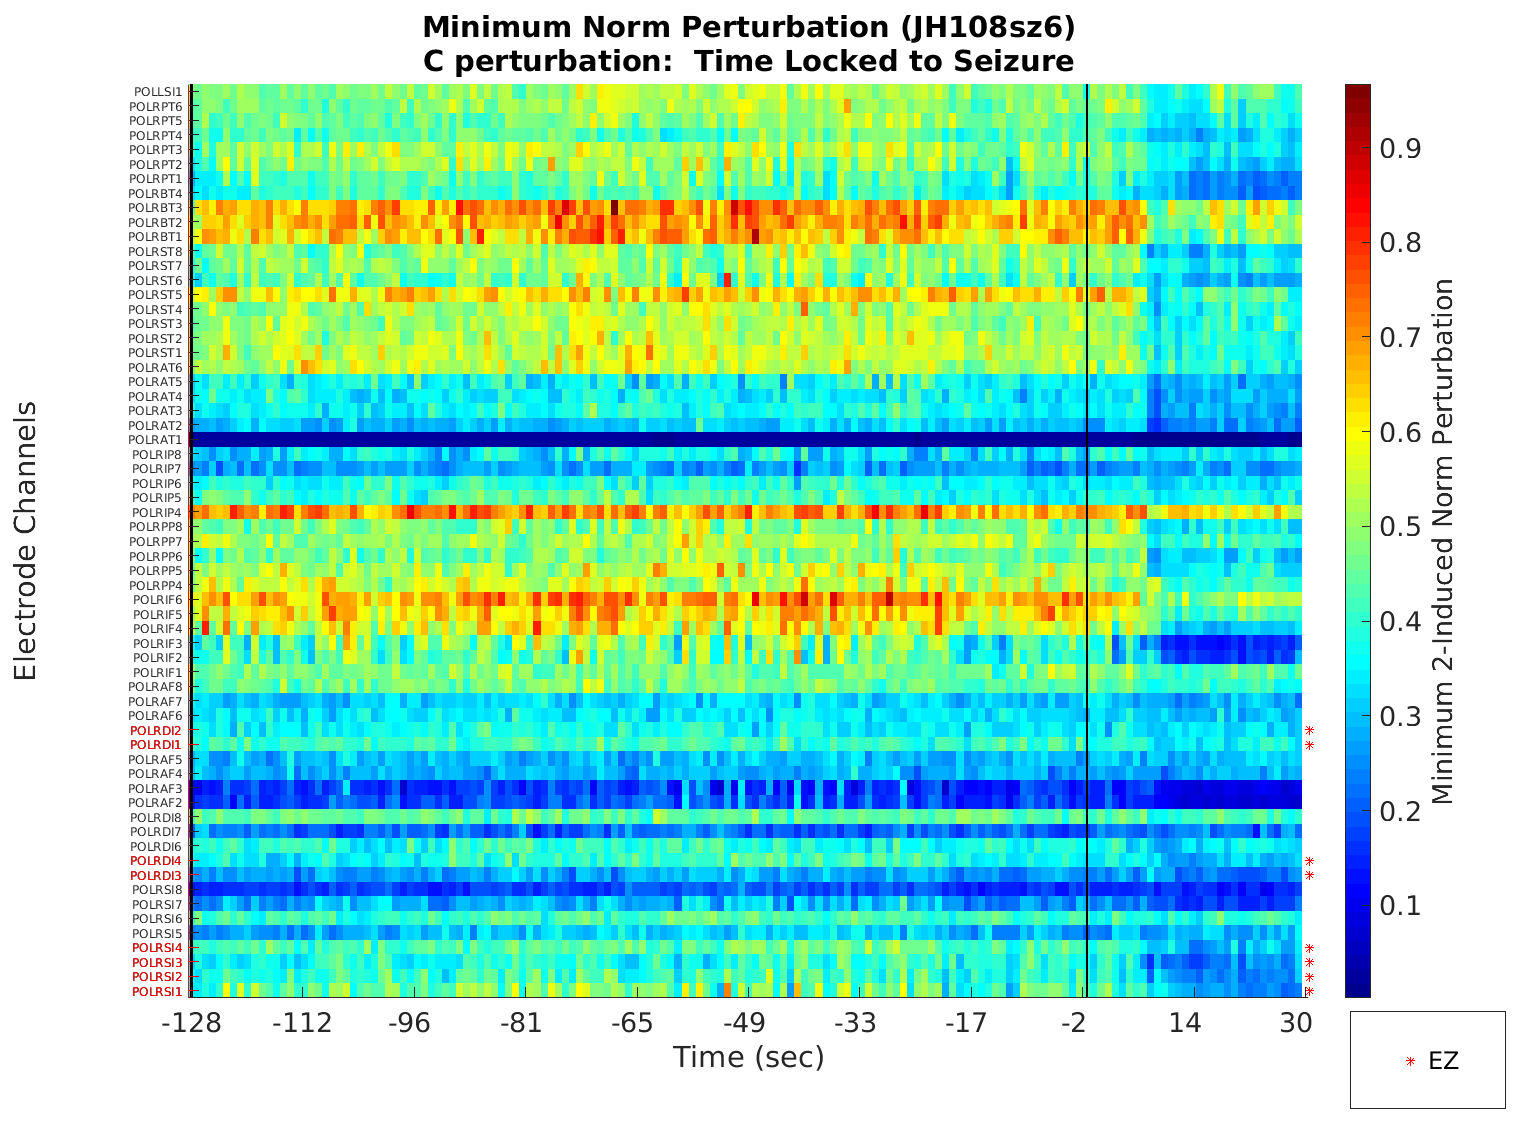 Minimum Norm Perturbation (JH108sz6)
C perturbation:  Time Locked to Seizure
Electrode Channels
POLLSI1
POLRPT6
POLRPT5
POLRPT4
POLRPT3
POLRPT2
POLRPT1
POLRBT4
POLRBT3
POLRBT2
POLRBT1
POLRST8
POLRST7
POLRST6
POLRST5
POLRST4
POLRST3
POLRST2
POLRST1
POLRAT6
POLRAT5
POLRAT4
POLRAT3
POLRAT2
POLRAT1
POLRIP8
POLRIP7
POLRIP6
POLRIP5
POLRIP4
POLRPP8
POLRPP7
POLRPP6
POLRPP5
POLRPP4
POLRIF6
POLRIF5
POLRIF4
POLRIF3
POLRIF2
POLRIF1
POLRAF8
POLRAF7
POLRAF6
POLRDI2
POLRDI1
POLRAF5
POLRAF4
POLRAF3
POLRAF2
POLRDI8
POLRDI7
POLRDI6
POLRDI4
POLRDI3
POLRSI8
POLRSI7
POLRSI6
POLRSI5
POLRSI4
POLRSI3
POLRSI2
POLRSI1
-128 -112 -96 -81 -65 -49 -33 -17 -2 14 30
Time (sec)
0.9
0.8
0.7
0.6
0.5
0.4
0.3
0.2
0.1
Minimum 2-Induced Norm Perturbation
EZ